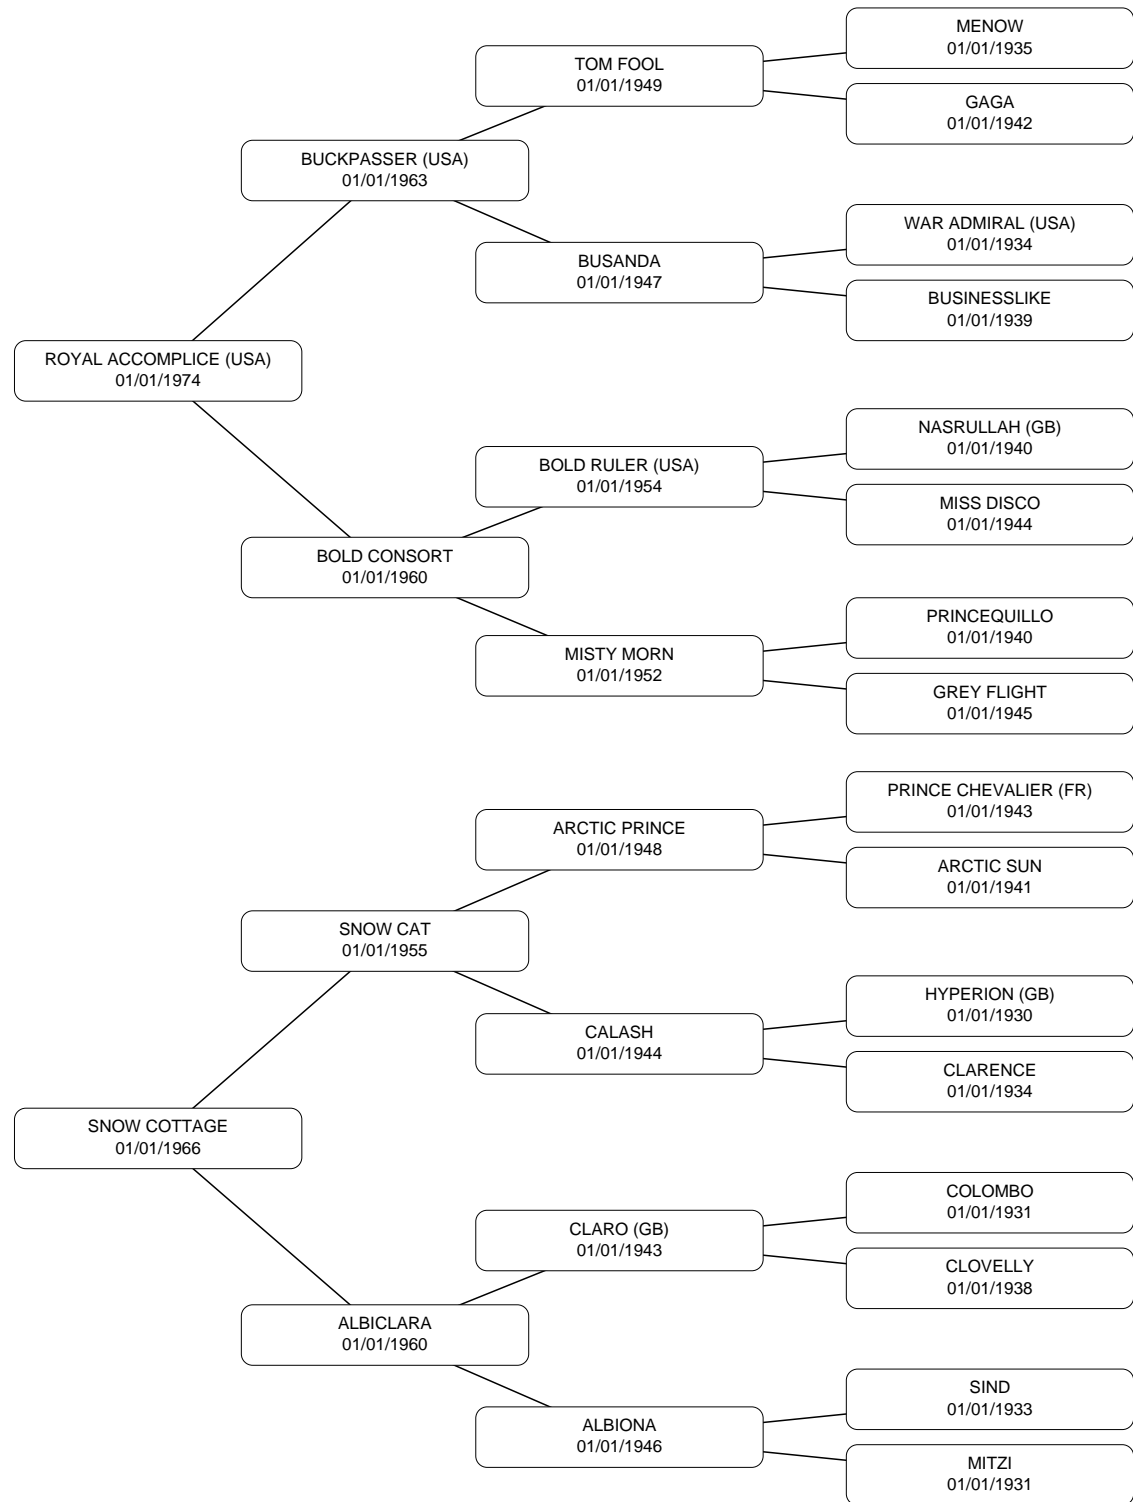 MENOW
01/01/1935
TOM FOOL
01/01/1949
GAGA
01/01/1942
BUCKPASSER (USA)
01/01/1963
WAR ADMIRAL (USA)
01/01/1934
BUSANDA
01/01/1947
BUSINESSLIKE
01/01/1939
ROYAL ACCOMPLICE (USA)
01/01/1974
NASRULLAH (GB)
01/01/1940
BOLD RULER (USA)
01/01/1954
MISS DISCO
01/01/1944
BOLD CONSORT
01/01/1960
PRINCEQUILLO
01/01/1940
MISTY MORN
01/01/1952
GREY FLIGHT
01/01/1945
PRINCE CHEVALIER (FR)
01/01/1943
ARCTIC PRINCE
01/01/1948
ARCTIC SUN
01/01/1941
SNOW CAT
01/01/1955
HYPERION (GB)
01/01/1930
CALASH
01/01/1944
CLARENCE
01/01/1934
SNOW COTTAGE
01/01/1966
COLOMBO
01/01/1931
CLARO (GB)
01/01/1943
CLOVELLY
01/01/1938
ALBICLARA
01/01/1960
SIND
01/01/1933
ALBIONA
01/01/1946
MITZI
01/01/1931